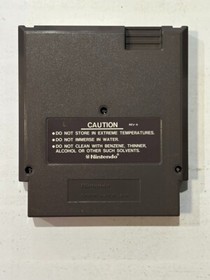 CAUTION
• DO NOT STORE IN EXTREME TEMPERATURES.
• DO NOT IMMERSE IN WATER.
• DO NOT CLEAN WITH BENZENE, THINNER,
ALCOHOL OR OTHER SUCH SOLVENTS.
Nintendo